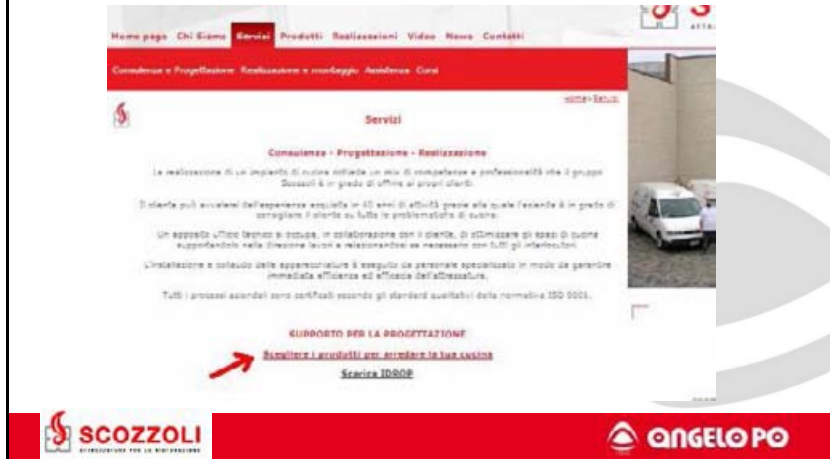 Home page Chi Siamo Servizi Prodotti Realizzazioni Video News Contatti
Consulenza e Progettazione Realizzazione e montaggio Assistenza Corsi
Home> Servizi
Servizi
Consulenza - Progettazione - Realizzazione
La realizzazione di un impianto di cucina richiede un mix di competenze e professionalità che il gruppo
Scozzoli è in grado di offrire ai propri clienti.
Il cliente può avvalersi dell'esperienza acquisita in 40 anni di attività grazie alla quale l'azienda è in grado di
consigliare il cliente su tutte le problematiche di cucina.
Un apposito ufficio tecnico si occupa, in collaborazione con il cliente, di ottimizzare gli spazi di cucina
supportandolo nella direzione lavori e relazionandosi se necessario con tutti gli interlocutori.
L'installazione e collaudo delle apparecchiature è eseguito da personale specializzato in modo da garantire
immediata efficienza ed efficacia dell'attrezzatura.
Tutti i processi aziendali sono certificati secondo gli standard qualitativi della normativa ISO 9001.
SUPPORTO PER LA PROGETTAZIONE
Scegliere i prodotti per arredare la tua cucina
Scarica IDROP
SCOZZOLI
ATTREZZATURE PER LA RISTORAZIONE
ANGELO PO